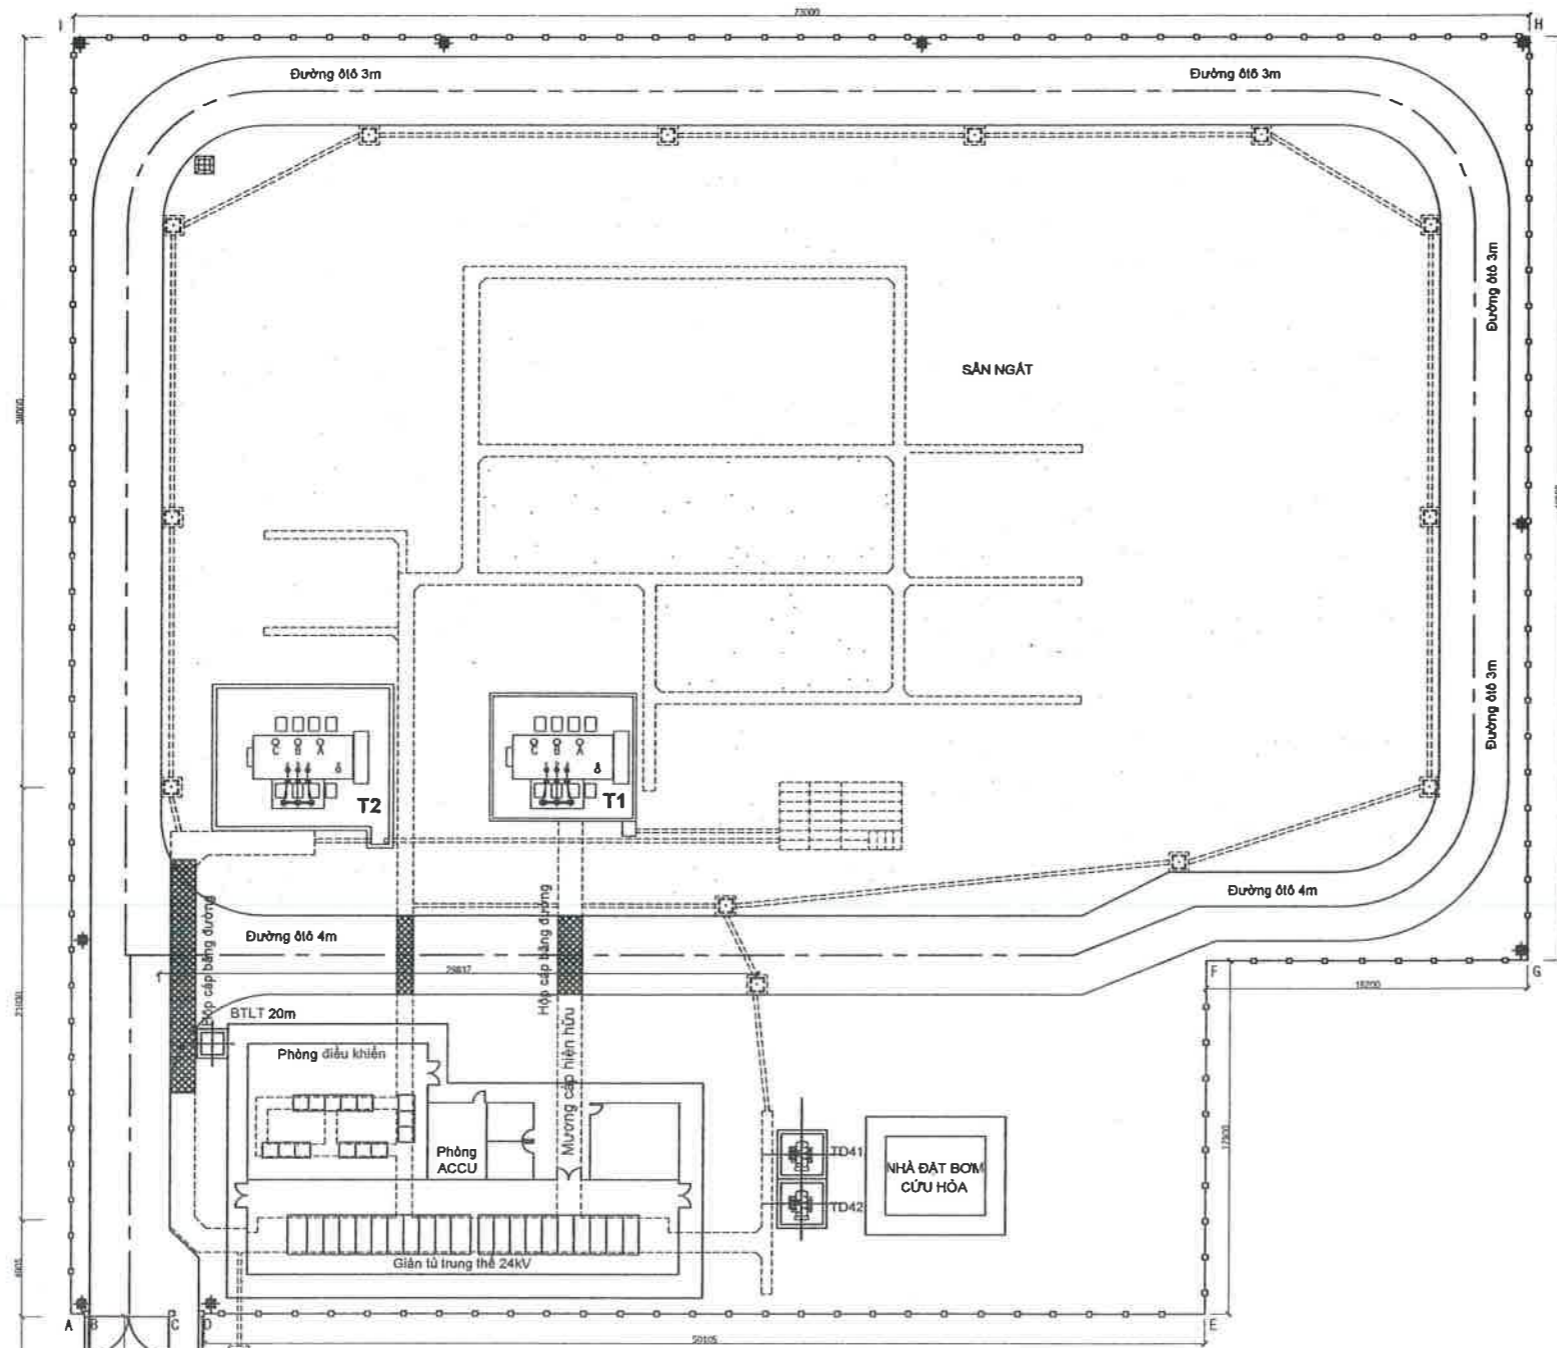 I
73000
H
Đường ôtô 3m
Đường ôtô 3m
Đường ôtô 3m
SÂN NGẮT
38000
Đường ôtô 3m
C B A
T2
C B A
T1
Đường ôtô 4m
Đường ôtô 4m
Hộp cáp băng đường
Hộp cáp băng đường
F
G
16200
BTLT 20m
Phòng điều khiển
Mương cáp hiện hữu
Phòng
ACCU
TD41
TD42
NHÀ ĐẶT BƠM
CỨU HỎA
Giàn tủ trung thế 24kV
A B C D
E
50105